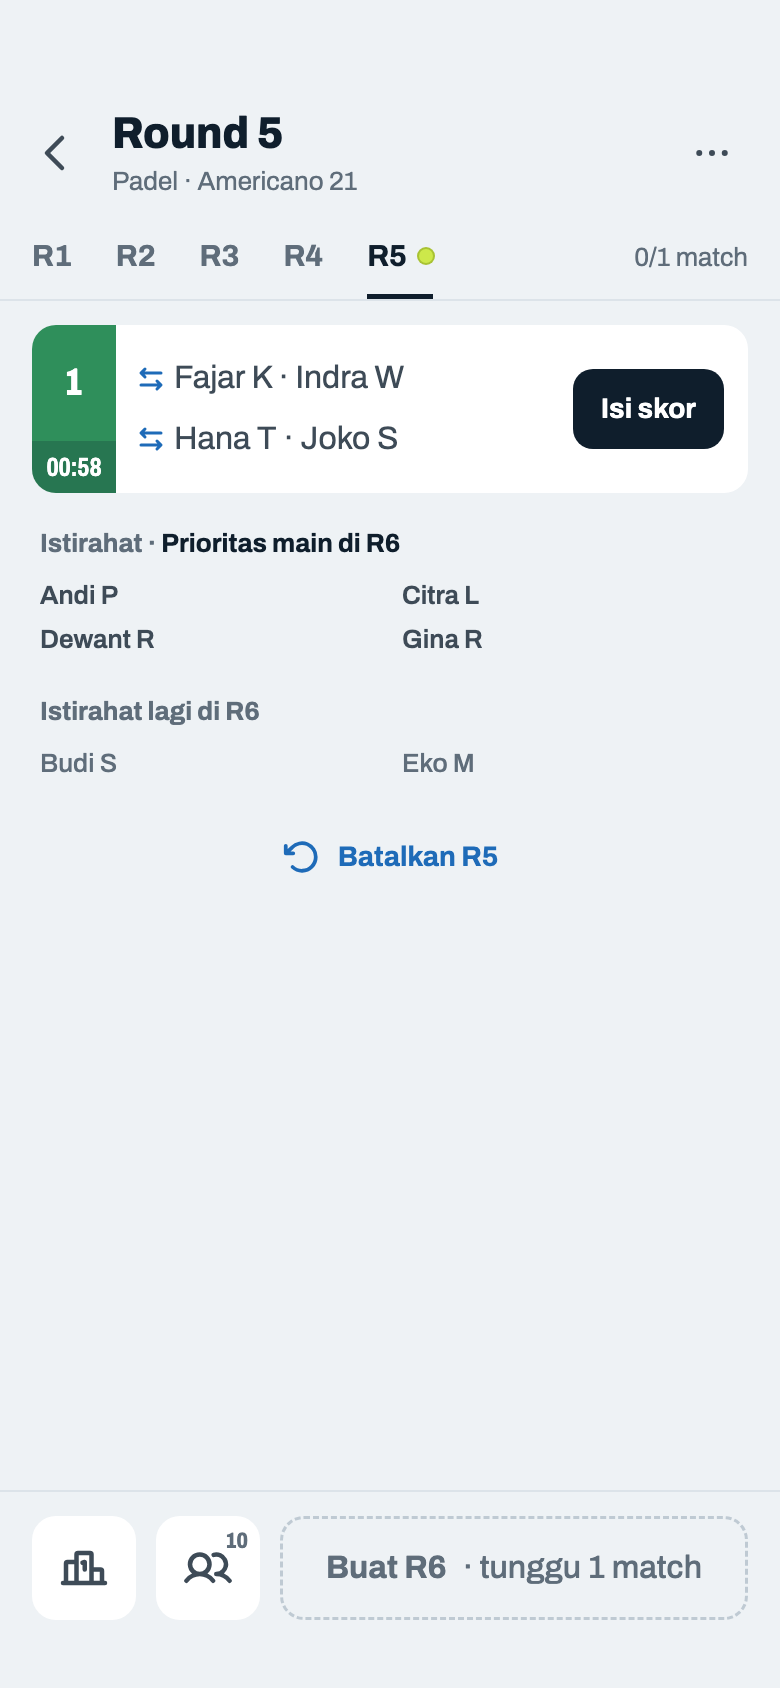 Round 5
Padel · Americano 21
R1 R2 R3 R4 R5 0/1 match
1
Fajar K · Indra W
Isi skor
Hana T · Joko S
00:58
Istirahat · Prioritas main di R6
Andi P Citra L
Dewant R Gina R
Istirahat lagi di R6
Budi S Eko M
Batalkan R5
1
10
Buat R6 · tunggu 1 match